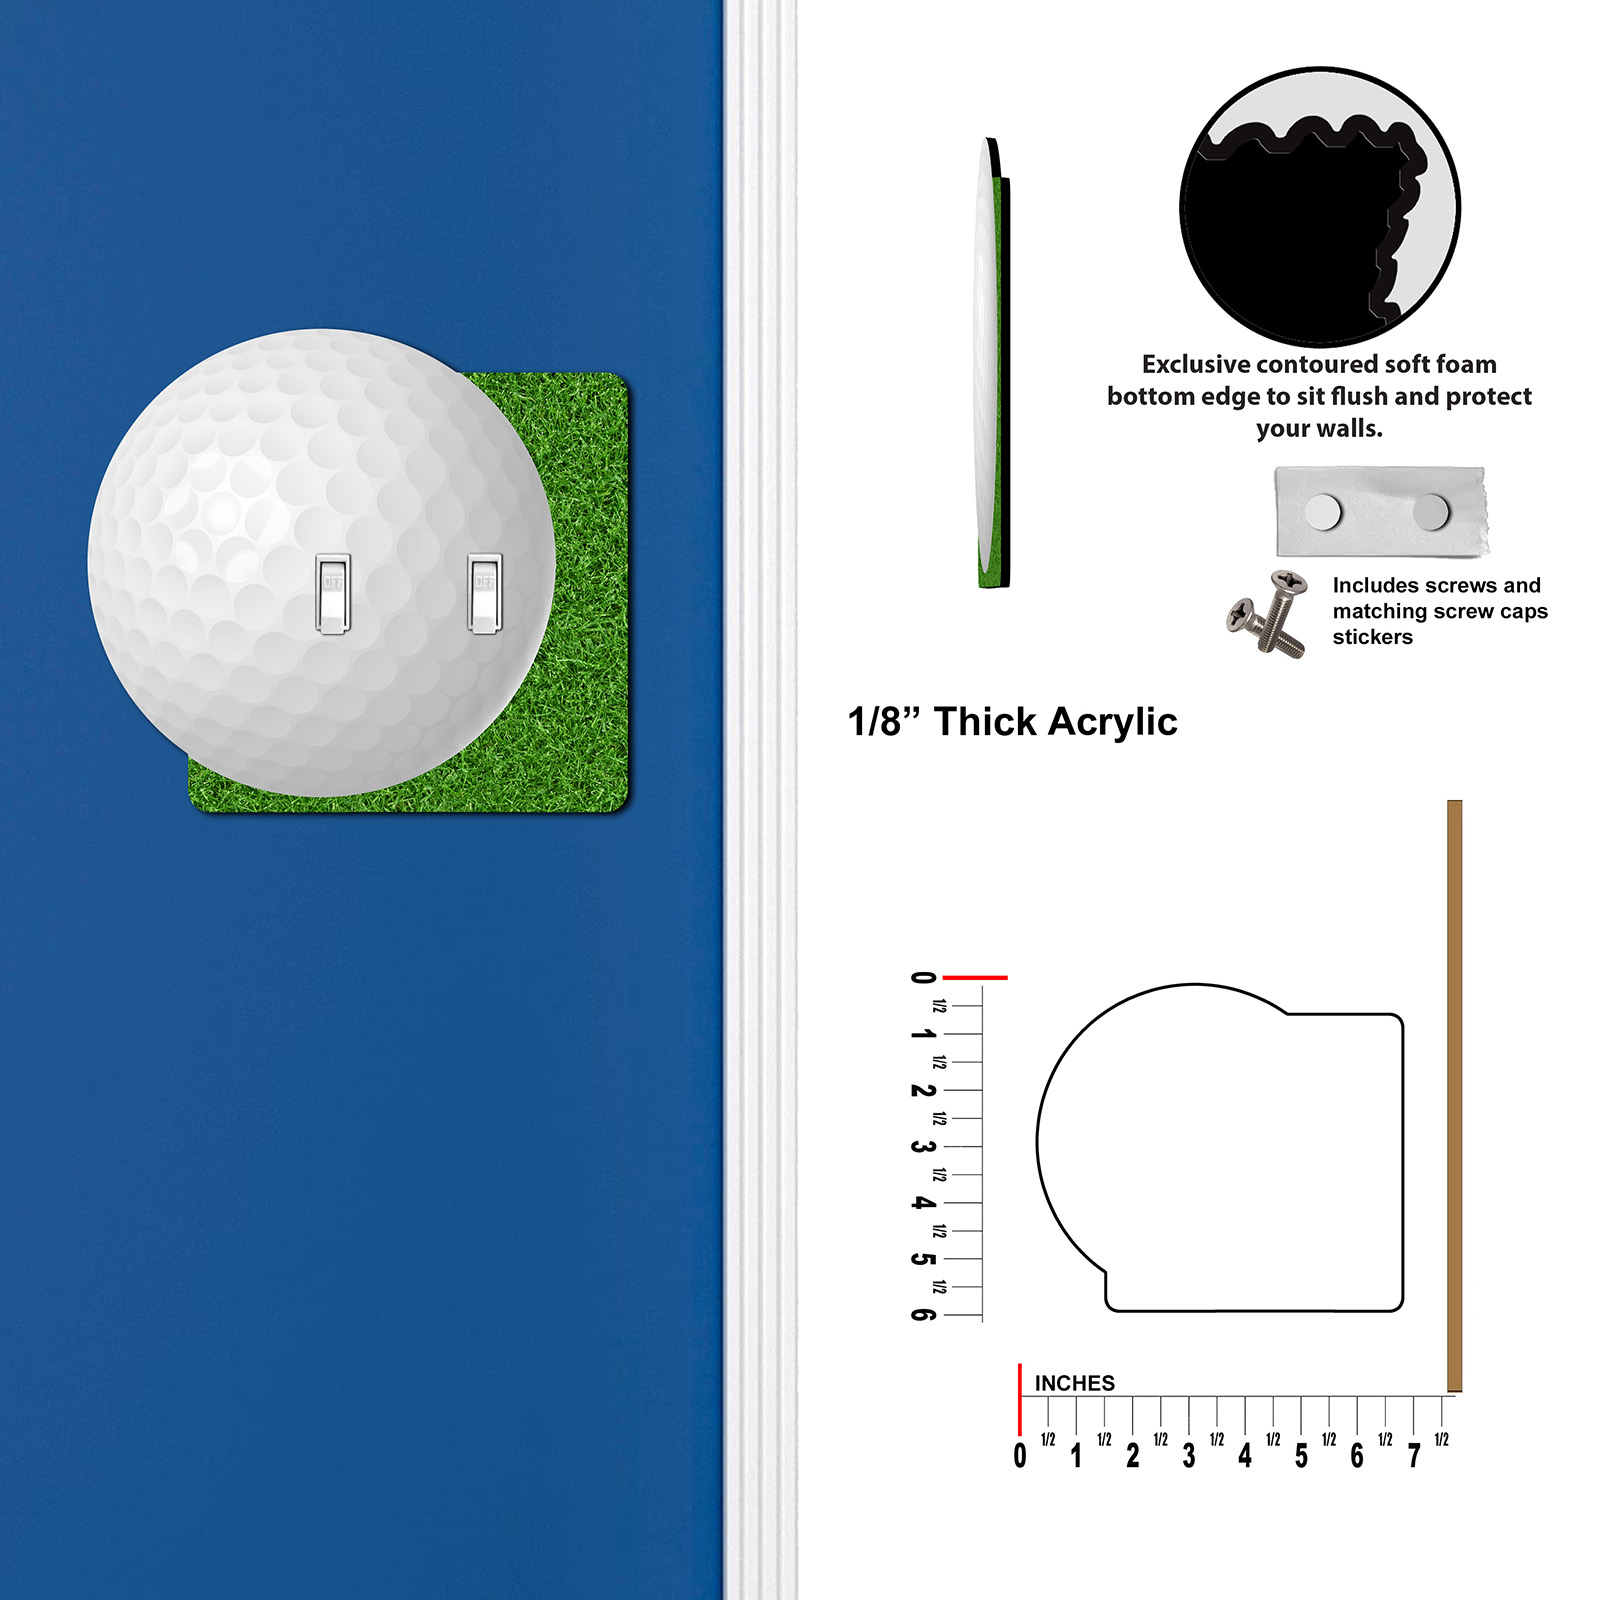 OFF OFF
Exclusive contoured soft foam
bottom edge to sit flush and protect
your walls.
Includes screws and
matching screw caps
stickers
1/8” Thick Acrylic
0
1/2
1
1/2
2
1/2
3
1/2
4
1/2
5
1/2
6
INCHES
0 1/2 1 1/2 2 1/2 3 1/2 4 1/2 5 1/2 6 1/2 7 1/2